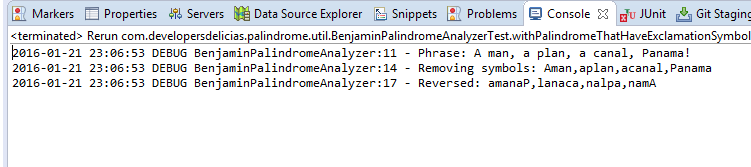 Markers Properties Servers Data Source Explorer Snippets Problems Console JUnit Git Staging
<terminated> Rerun com.developersdelicias.palindrome.util.BenjaminPalindromeAnalyzerTest.withPalindromeThatHaveExclamationSymbol
2016-01-21 23:06:53 DEBUG BenjaminPalindromeAnalyzer:11 - Phrase: A man, a plan, a canal, Panama!
2016-01-21 23:06:53 DEBUG BenjaminPalindromeAnalyzer:14 - Removing symbols: Aman,aplan,acanal,Panama
2016-01-21 23:06:53 DEBUG BenjaminPalindromeAnalyzer:17 - Reversed: amanaP,lanaca,nalpa,namA